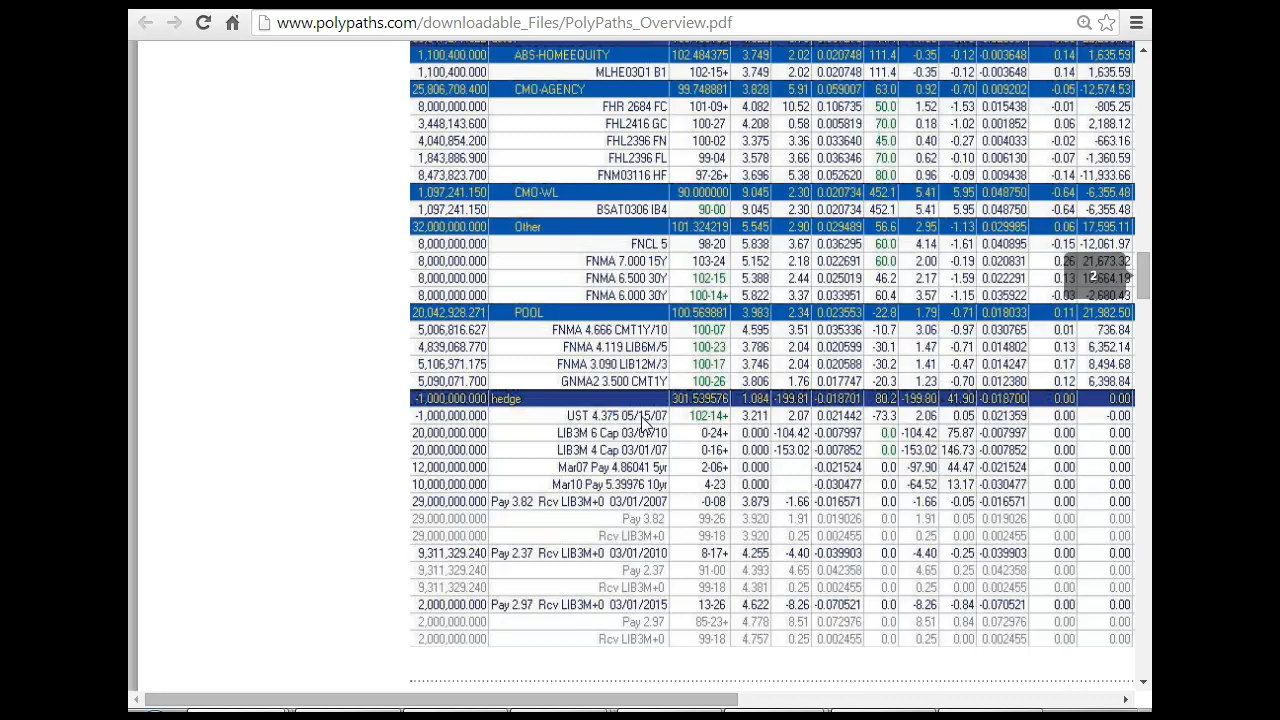 www.polypaths.com/downloadable_Files/PolyPaths_Overview.pdf
1,100,400.000 ABS-HOMEEQUITY 102.484375 3.749 2.02 0.020748 111.4 -0.35 -0.12 -0.003648 0.14 1,635.59
1,100,400.000 MLHE0301 B1 102-15+ 3.749 2.02 0.020748 111.4 -0.35 -0.12 -0.003648 0.14 1,635.59
25,806,708.400 CMO-AGENCY 99.748881 3.828 5.91 0.059007 63.0 0.92 -0.70 0.009202 -0.05 -12,574.53
8,000,000.000 FHR 2684 FC 101-09+ 4.082 10.52 0.106735 50.0 1.52 -1.53 0.015438 -0.01 -805.25
3,448,143.600 FHL2416 GC 100-27 4.208 0.58 0.005819 70.0 0.18 -1.02 0.001852 0.06 2,188.12
4,040,854.200 FHL2396 FN 100-02 3.375 3.36 0.033640 45.0 0.40 -0.27 0.004033 -0.02 -663.16
1,843,886.900 FHL2396 FL 99-04 3.578 3.66 0.036346 70.0 0.62 -0.10 0.006130 -0.07 -1,360.59
8,473,823.700 FNM03116 HF 97-26+ 3.696 5.38 0.052620 80.0 0.96 -0.09 0.009438 -0.14 -11,933.66
1,097,241.150 CMO-WL 90.000000 9.045 2.30 0.020734 452.1 5.41 5.95 0.048750 -0.64 -6,355.48
1,097,241.150 BSAT0306 IB4 90-00 9.045 2.30 0.020734 452.1 5.41 5.95 0.048750 -0.64 -6,355.48
32,000,000.000 Other 101.324219 5.545 2.90 0.029489 56.6 2.95 -1.13 0.029985 0.06 17,595.11
8,000,000.000 FNCL 5 98-20 5.838 3.67 0.036295 60.0 4.14 -1.61 0.040895 -0.15 -12,061.97
8,000,000.000 FNMA 7.000 15Y 103-24 5.152 2.18 0.022691 60.0 2.00 -0.19 0.020831 0.26 21,673.32
8,000,000.000 FNMA 6.500 30Y 102-15 5.388 2.44 0.025019 46.2 2.17 -1.59 0.022291 0.13 2
8,000,000.000 FNMA 6.000 30Y 100-14+ 5.822 3.37 0.033951 60.4 3.57 -1.15 0.035922 -0.03 -2,680.43
20,042,928.271 POOL 100.569881 3.983 2.34 0.023553 -22.8 1.79 -0.71 0.018033 0.11 21,982.50
5,006,816.627 FNMA 4.666 CMT1Y/10 100-07 4.595 3.51 0.035336 -10.7 3.06 -0.97 0.030765 0.01 736.84
4,839,068.770 FNMA 4.119 LIB6M/5 100-23 3.786 2.04 0.020599 -30.1 1.47 -0.71 0.014802 0.13 6,352.14
5,106,971.175 FNMA 3.090 LIB12M/3 100-17 3.746 2.04 0.020588 -30.2 1.41 -0.47 0.014247 0.17 8,494.68
5,090,071.700 GNMA2 3.500 CMT1Y 100-26 3.806 1.76 0.017747 -20.3 1.23 -0.70 0.012380 0.12 6,398.84
-1,000,000.000 hedge 301.539576 1.084 -199.81 -0.018701 80.2 -199.80 41.90 -0.018700 0.00 0.00
-1,000,000.000 UST 4.375 05/15/07 102-14+ 3.211 2.07 0.021442 -73.3 2.06 0.05 0.021359 0.00 -0.00
20,000,000.000 LIB3M 6 Cap 03/01/10 0-24+ 0.000 -104.42 -0.007997 0.0 -104.42 75.87 -0.007997 0.00 0.00
20,000,000.000 LIB3M 4 Cap 03/01/07 0-16+ 0.000 -153.02 -0.007852 0.0 -153.02 146.73 -0.007852 0.00 0.00
12,000,000.000 Mar07 Pay 4.86041 5yr 2-06+ 0.000 -0.021524 -97.90 44.47 -0.021524 0.00 0.00
10,000,000.000 Mar10 Pay 5.39976 10yr 4-23 0.000 -0.030477 -64.52 13.17 -0.030477 0.00 0.00
29,000,000.000 Pay 3.82 Rcv LIB3M+0 03/01/2007 -0-08 3.879 -1.66 -0.016571 0.0 -1.66 -0.05 -0.016571 0.00 0.00
29,000,000.000 Pay 3.82 99-26 3.920 1.91 0.019026 0.0 1.91 0.05 0.019026 0.00 0.00
29,000,000.000 Rcv LIB3M+0 99-18 3.920 0.25 0.002455 0.0 0.25 0.00 0.002455 0.00 0.00
9,311,329.240 Pay 2.37 Rcv LIB3M+0 03/01/2010 8-17+ 4.255 -4.40 -0.039903 0.0 -4.40 -0.25 -0.039903 0.00 0.00
9,311,329.240 Pay 2.37 91-00 4.393 4.65 0.042358 0.0 4.65 0.25 0.042358 0.00 0.00
9,311,329.240 Rcv LIB3M+0 99-18 4.381 0.25 0.002455 0.0 0.25 0.00 0.002455 0.00 0.00
2,000,000.000 Pay 2.97 Rcv LIB3M+0 03/01/2015 13-26 4.622 -8.26 -0.070521 0.0 -8.26 -0.84 -0.070521 0.00 0.00
2,000,000.000 Pay 2.97 85-23+ 4.778 8.51 0.072976 0.0 8.51 0.84 0.072976 0.00 0.00
2,000,000.000 Rcv LIB3M+0 99-18 4.757 0.25 0.002455 0.0 0.25 0.00 0.002455 0.00 0.00